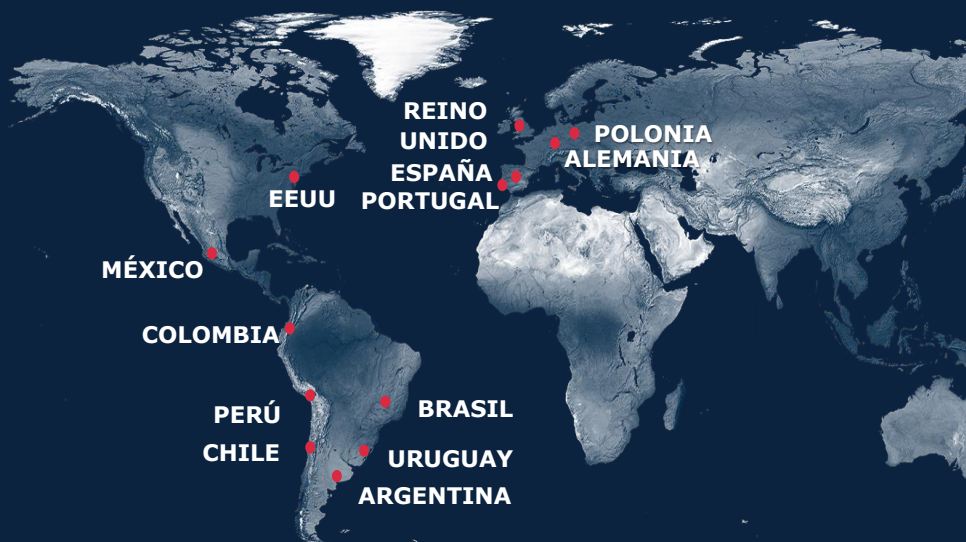 REINO
UNIDO
POLONIA
ALEMANIA
ESPAÑA
PORTUGAL
EEUU
MÉXICO
COLOMBIA
PERÚ
BRASIL
CHILE
URUGUAY
ARGENTINA